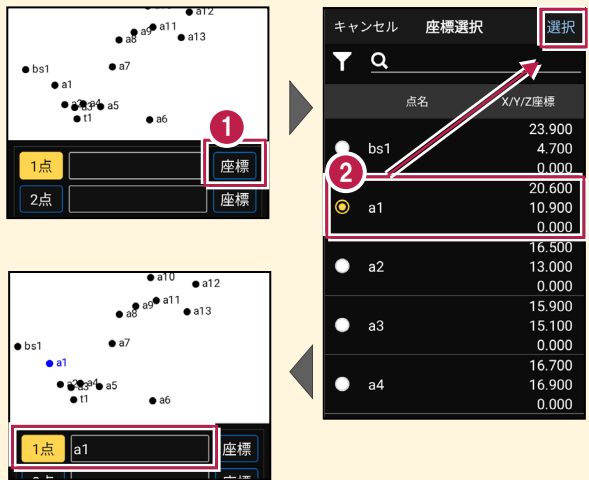 a12
a11
a9
a8
a13
bs1
a7
a1
a3
a5
t1
a6
1
1点
座標
2点
座標
キャンセル 座標選択 選択
点名 X/Y/Z座標
23.900
bs1 4.700
0.000
2
20.600
a1 10.900
0.000
16.500
a2 13.000
0.000
15.900
a3 15.100
0.000
16.700
a4 16.900
0.000
a10
a12
a11
a9
a8
a13
bs1
a7
a1
a3
a5
t1
a6
1点 a1 座標